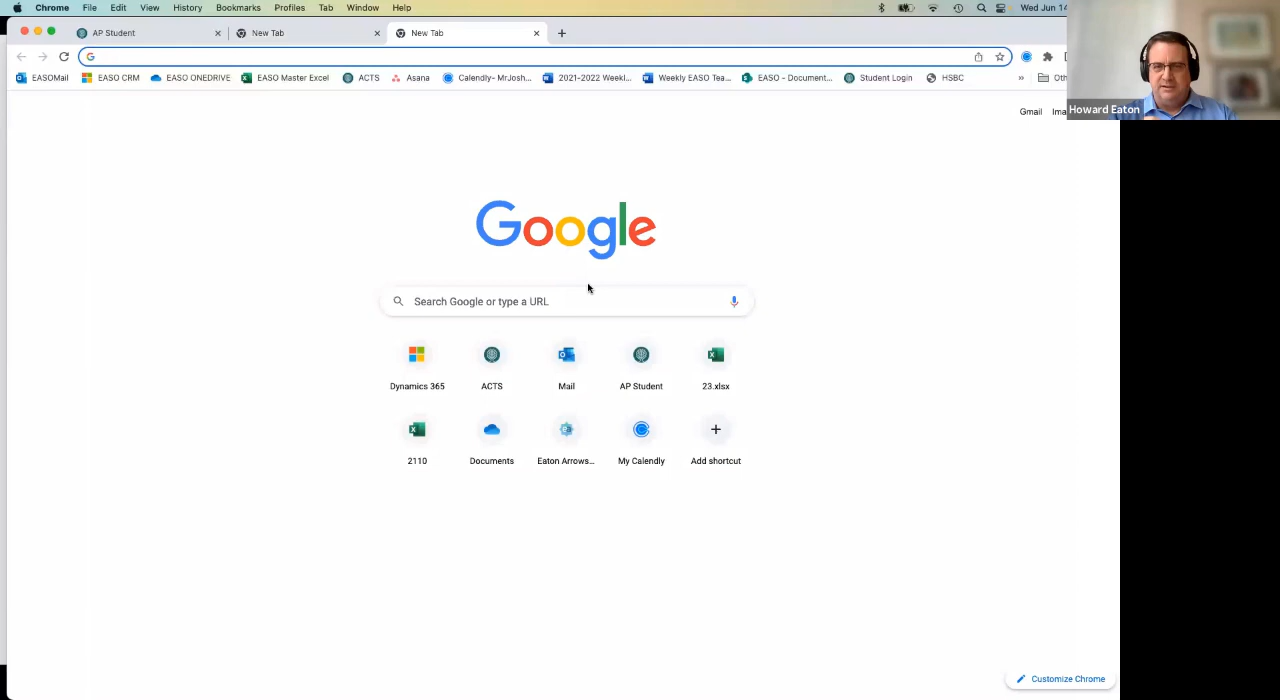 Chrome File Edit View History Bookmarks Profiles Tab Window Help Wed Jun 14
AP Student New Tab New Tab
EASOMail EASO CRM EASO ONEDRIVE EASO Master Excel ACTS Asana Calendly- MrJosh... 2021-2022 Weekl... Weekly EASO Tea... EASO - Document... Student Login HSBC » Oth
Howard Eaton
Gmail Ima
Google
Search Google or type a URL
Dynamics 365 ACTS Mail AP Student 23.xlsx
2110 Documents Eaton Arrows... My Calendly Add shortcut
Customize Chrome